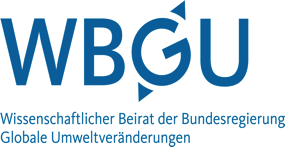 WBGU
Wissenschaftlicher Beirat der Bundesregierung
Globale Umweltveränderungen